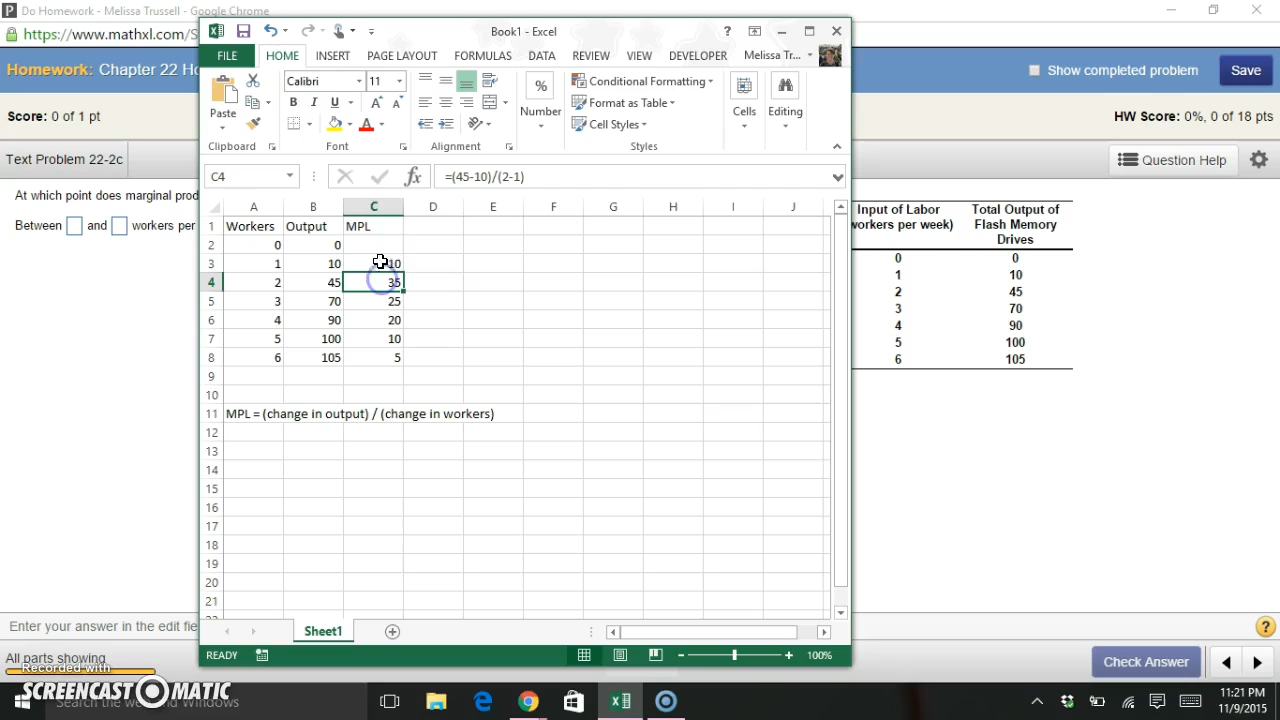 Do Homework - Melissa Trussell - Google Chrome
https://www.mathxl.com/S
Book1 - Excel
FILE HOME INSERT PAGE LAYOUT FORMULAS DATA REVIEW VIEW DEVELOPER Melissa Tr...
Homework: Chapter 22 Ho
Show completed problem Save
Calibri 11
Conditional Formatting
Format as Table
Cell Styles
Paste
Number
Cells
Editing
Clipboard Font Alignment Styles
Score: 0 of 1 pt
HW Score: 0%, 0 of 18 pts
Text Problem 22-2c
Question Help
C4 =(45-10)/(2-1)
At which point does marginal prod
Between and workers per
A B C D E F G H I J
1 Workers Output MPL
2 0 0
3 1 10 10
4 2 45 35
5 3 70 25
6 4 90 20
7 5 100 10
8 6 105 5
9
10
11 MPL = (change in output) / (change in workers)
12
13
14
15
16
17
18
19
20
21
Input of Labor Total Output of
workers per week) Flash Memory
Drives
0 0
1 10
2 45
3 70
4 90
5 100
6 105
Enter your answer in the edit fie
Sheet1
READY 100%
All parts showing
Check Answer
Recorded with
SCREENCAST MATIC
Search the web and Windows
11:21 PM
11/9/2015